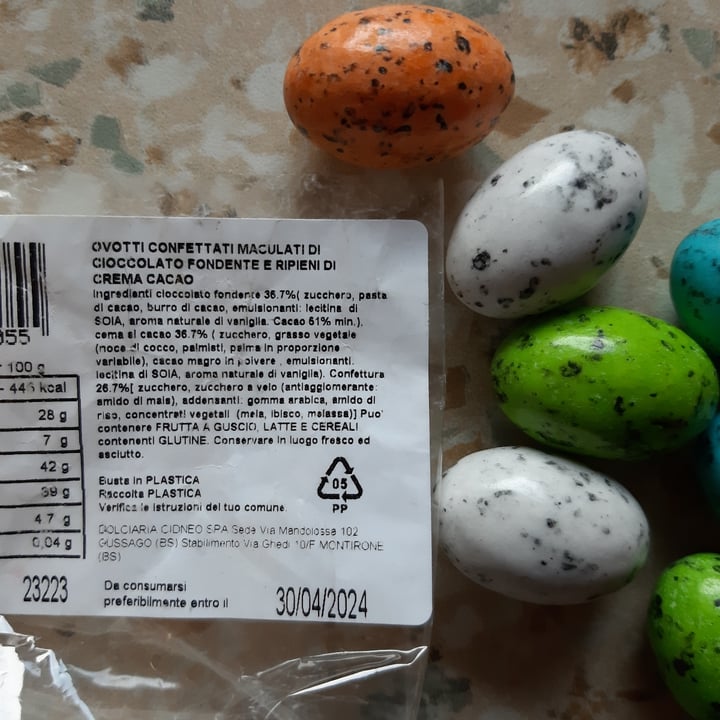 OVOTTI CONFETTATI MACULATI DI
CIOCCOLATO FONDENTE E RIPIENI DI
CREMA CACAO
Ingredienti cioccolato fondente 36.7%( zucchero, pasta
di cacao, burro di cacao, emulsionanti: lecitina di
SOIA, aroma naturale di vaniglia. Cacao 51% min.).
cema al cacao 36.7% ( zucchero, grasso vegetale
(noce di cocco, palmisti, palma in proporzione
variabile), cacao magro in polvere, emulsionanti.
lecitina di SOIA, aroma naturale di vaniglia). Confettura
26.7%[ zucchero, zucchero a velo (antiagglomerante:
amido di mais), addensanti: gomma arabica, amido di
riso, concentrati vegetali (mela, ibisco, melassa)] Puo'
contenere FRUTTA A GUSCIO, LATTE E CEREALI
contenenti GLUTINE. Conservare in luogo fresco ed
asciutto.
Busta in PLASTICA
Raccolta PLASTICA
Verifica le istruzioni del tuo comune
05
PP
DOLCIARIA CIDNEO SPA Sede Via Mandolossa 102
GUSSAGO (BS) Stabilimento Via Ghedi 10/F MONTIRONE
(BS)
Da consumarsi
preferibilmente entro il 30/04/2024
955
100 g
kcal
28 g
7 g
42 g
39 g
4.7 g
0,04 g
23223